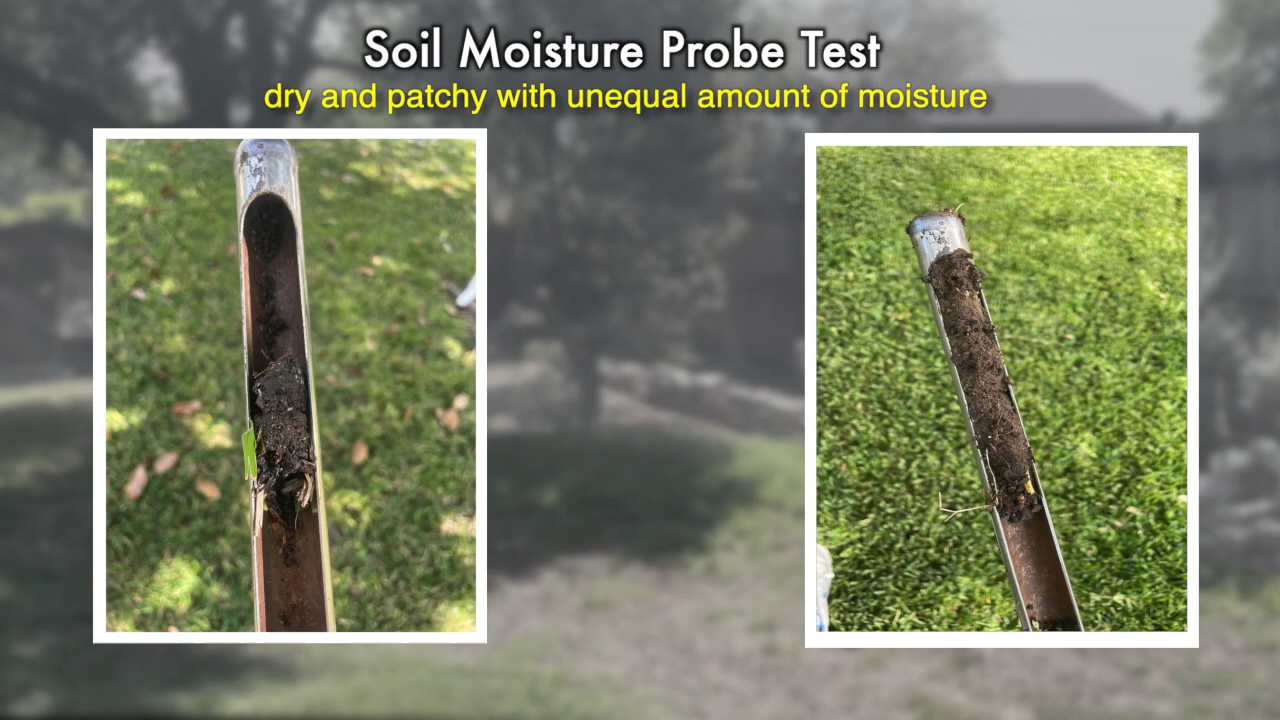 Soil Moisture Probe Test
dry and patchy with unequal amount of moisture